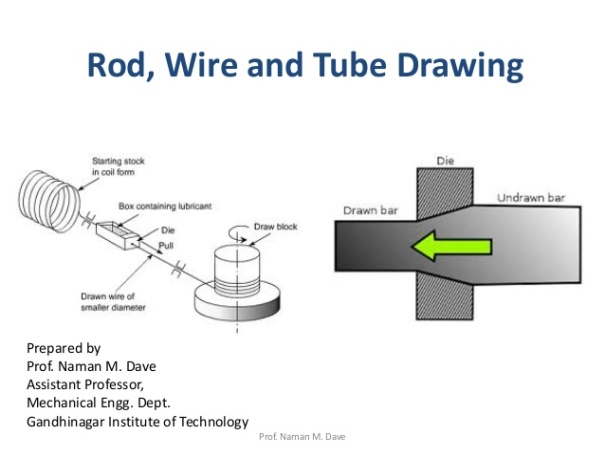 Rod, Wire and Tube Drawing
Starting stock
in coil form
Box containing lubricant
Die
Pull
Draw block
Drawn wire of
smaller diameter
Die
Undrawn bar
Drawn bar
Prepared by
Prof. Naman M. Dave
Assistant Professor,
Mechanical Engg. Dept.
Gandhinagar Institute of Technology
Prof. Naman M. Dave